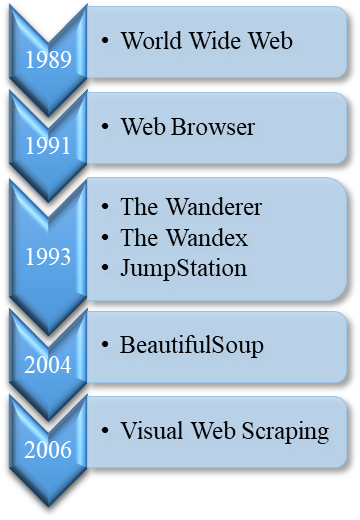 1989
• World Wide Web
1991
• Web Browser
1993
• The Wanderer
• The Wandex
• JumpStation
2004
• BeautifulSoup
2006
• Visual Web Scraping